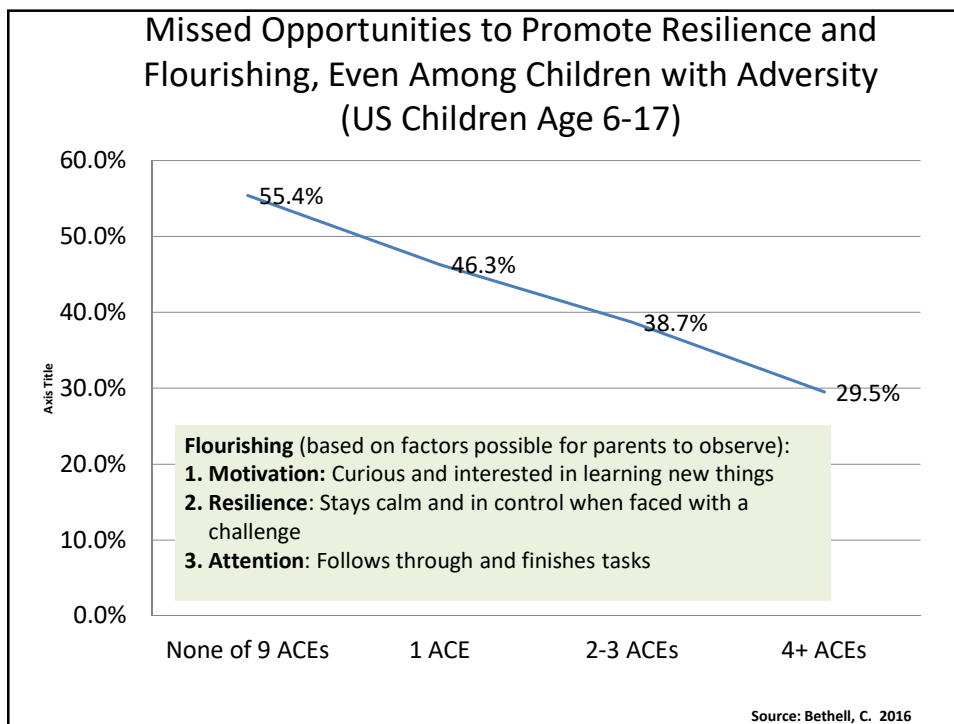 Missed Opportunities to Promote Resilience and
Flourishing, Even Among Children with Adversity
(US Children Age 6-17)
60.0%
50.0%
40.0%
30.0%
20.0%
10.0%
0.0%
Axis Title
55.4%
46.3%
38.7%
29.5%
Flourishing (based on factors possible for parents to observe):
1. Motivation: Curious and interested in learning new things
2. Resilience: Stays calm and in control when faced with a
challenge
3. Attention: Follows through and finishes tasks
None of 9 ACEs
1 ACE
2-3 ACEs
4+ ACEs
Source: Bethell, C. 2016